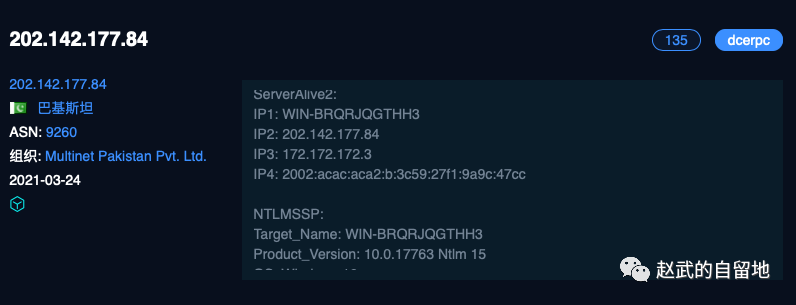 202.142.177.84
135
dcerpc
202.142.177.84
巴基斯坦
ASN: 9260
组织: Multinet Pakistan Pvt. Ltd.
2021-03-24
ServerAlive2:
IP1: WIN-BRQRJQGTHH3
IP2: 202.142.177.84
IP3: 172.172.172.3
IP4: 2002:acac:aca2:b:3c59:27f1:9a9c:47cc
NTLMSSP:
Target_Name: WIN-BRQRJQGTHH3
Product_Version: 10.0.17763 Ntlm 15
赵武的自留地